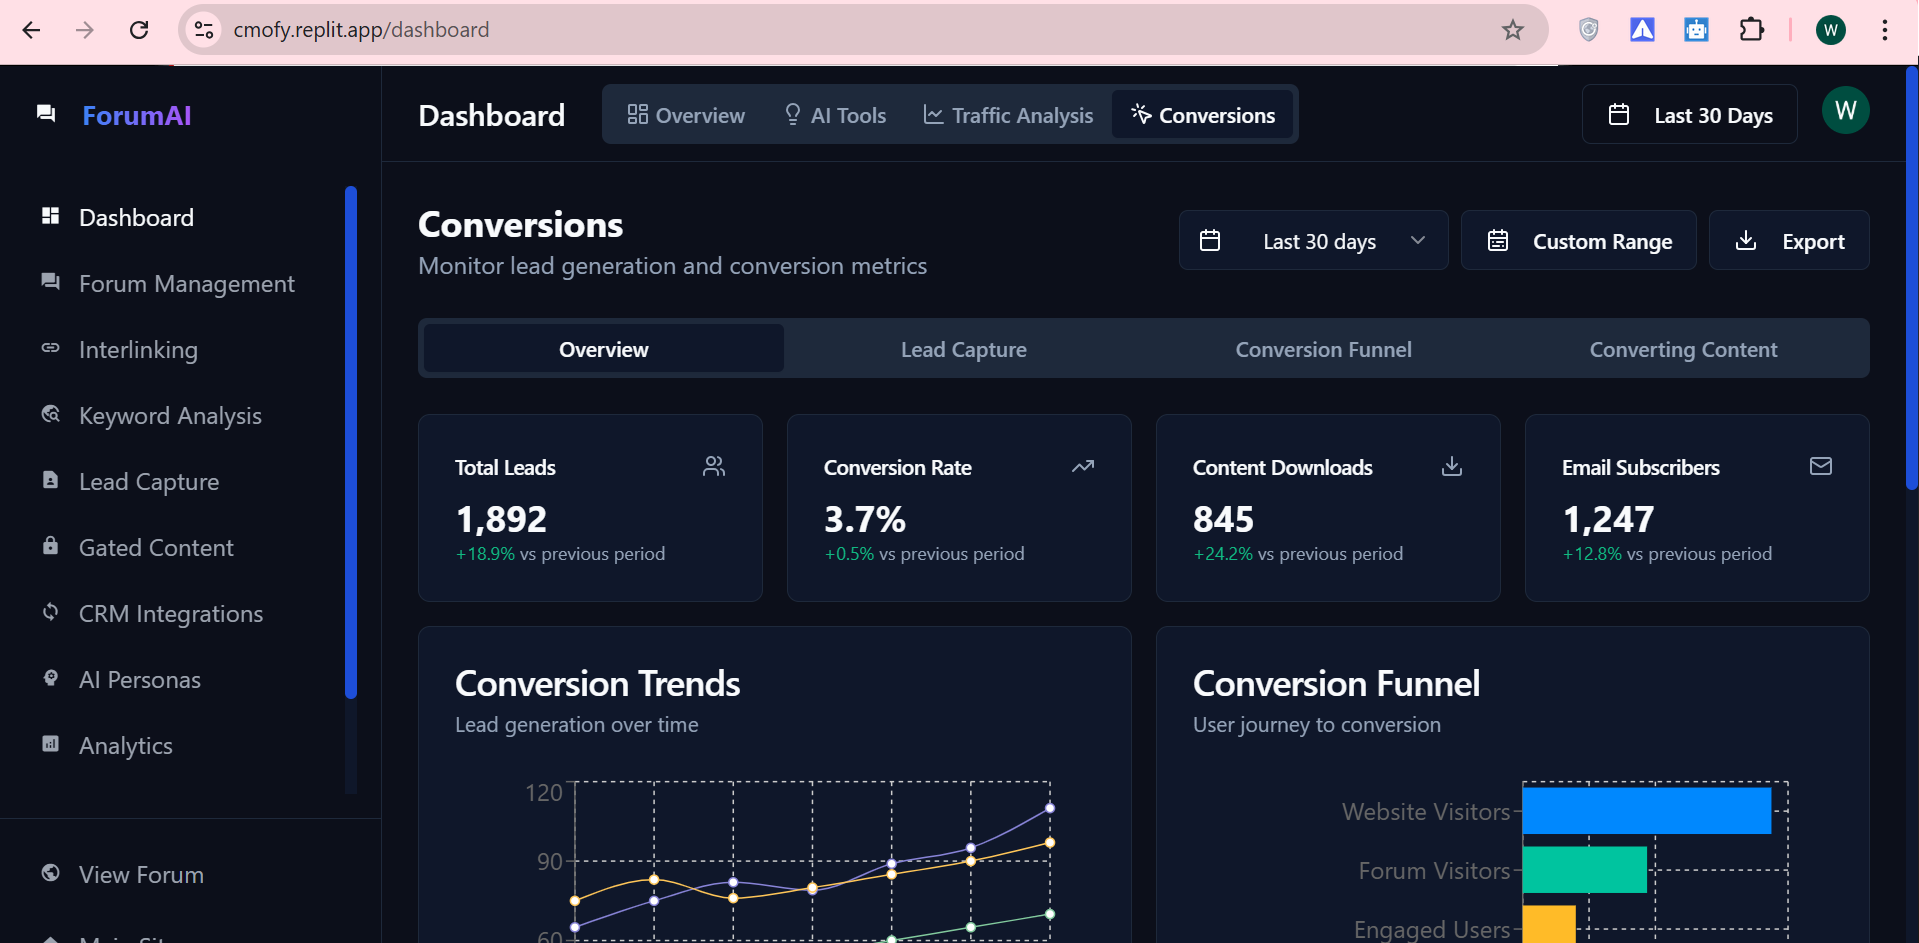 cmofy.replit.app/dashboard
W
ForumAI
Dashboard
Overview
AI Tools
Traffic Analysis
Conversions
Last 30 Days
W
Dashboard
Forum Management
Interlinking
Keyword Analysis
Lead Capture
Gated Content
CRM Integrations
AI Personas
Analytics
View Forum
Conversions
Monitor lead generation and conversion metrics
Last 30 days
Custom Range
Export
Overview
Lead Capture
Conversion Funnel
Converting Content
Total Leads
1,892
+18.9% vs previous period
Conversion Rate
3.7%
+0.5% vs previous period
Content Downloads
845
+24.2% vs previous period
Email Subscribers
1,247
+12.8% vs previous period
Conversion Trends
Lead generation over time
120
90
60
Conversion Funnel
User journey to conversion
Website Visitors
Forum Visitors
Engaged Users